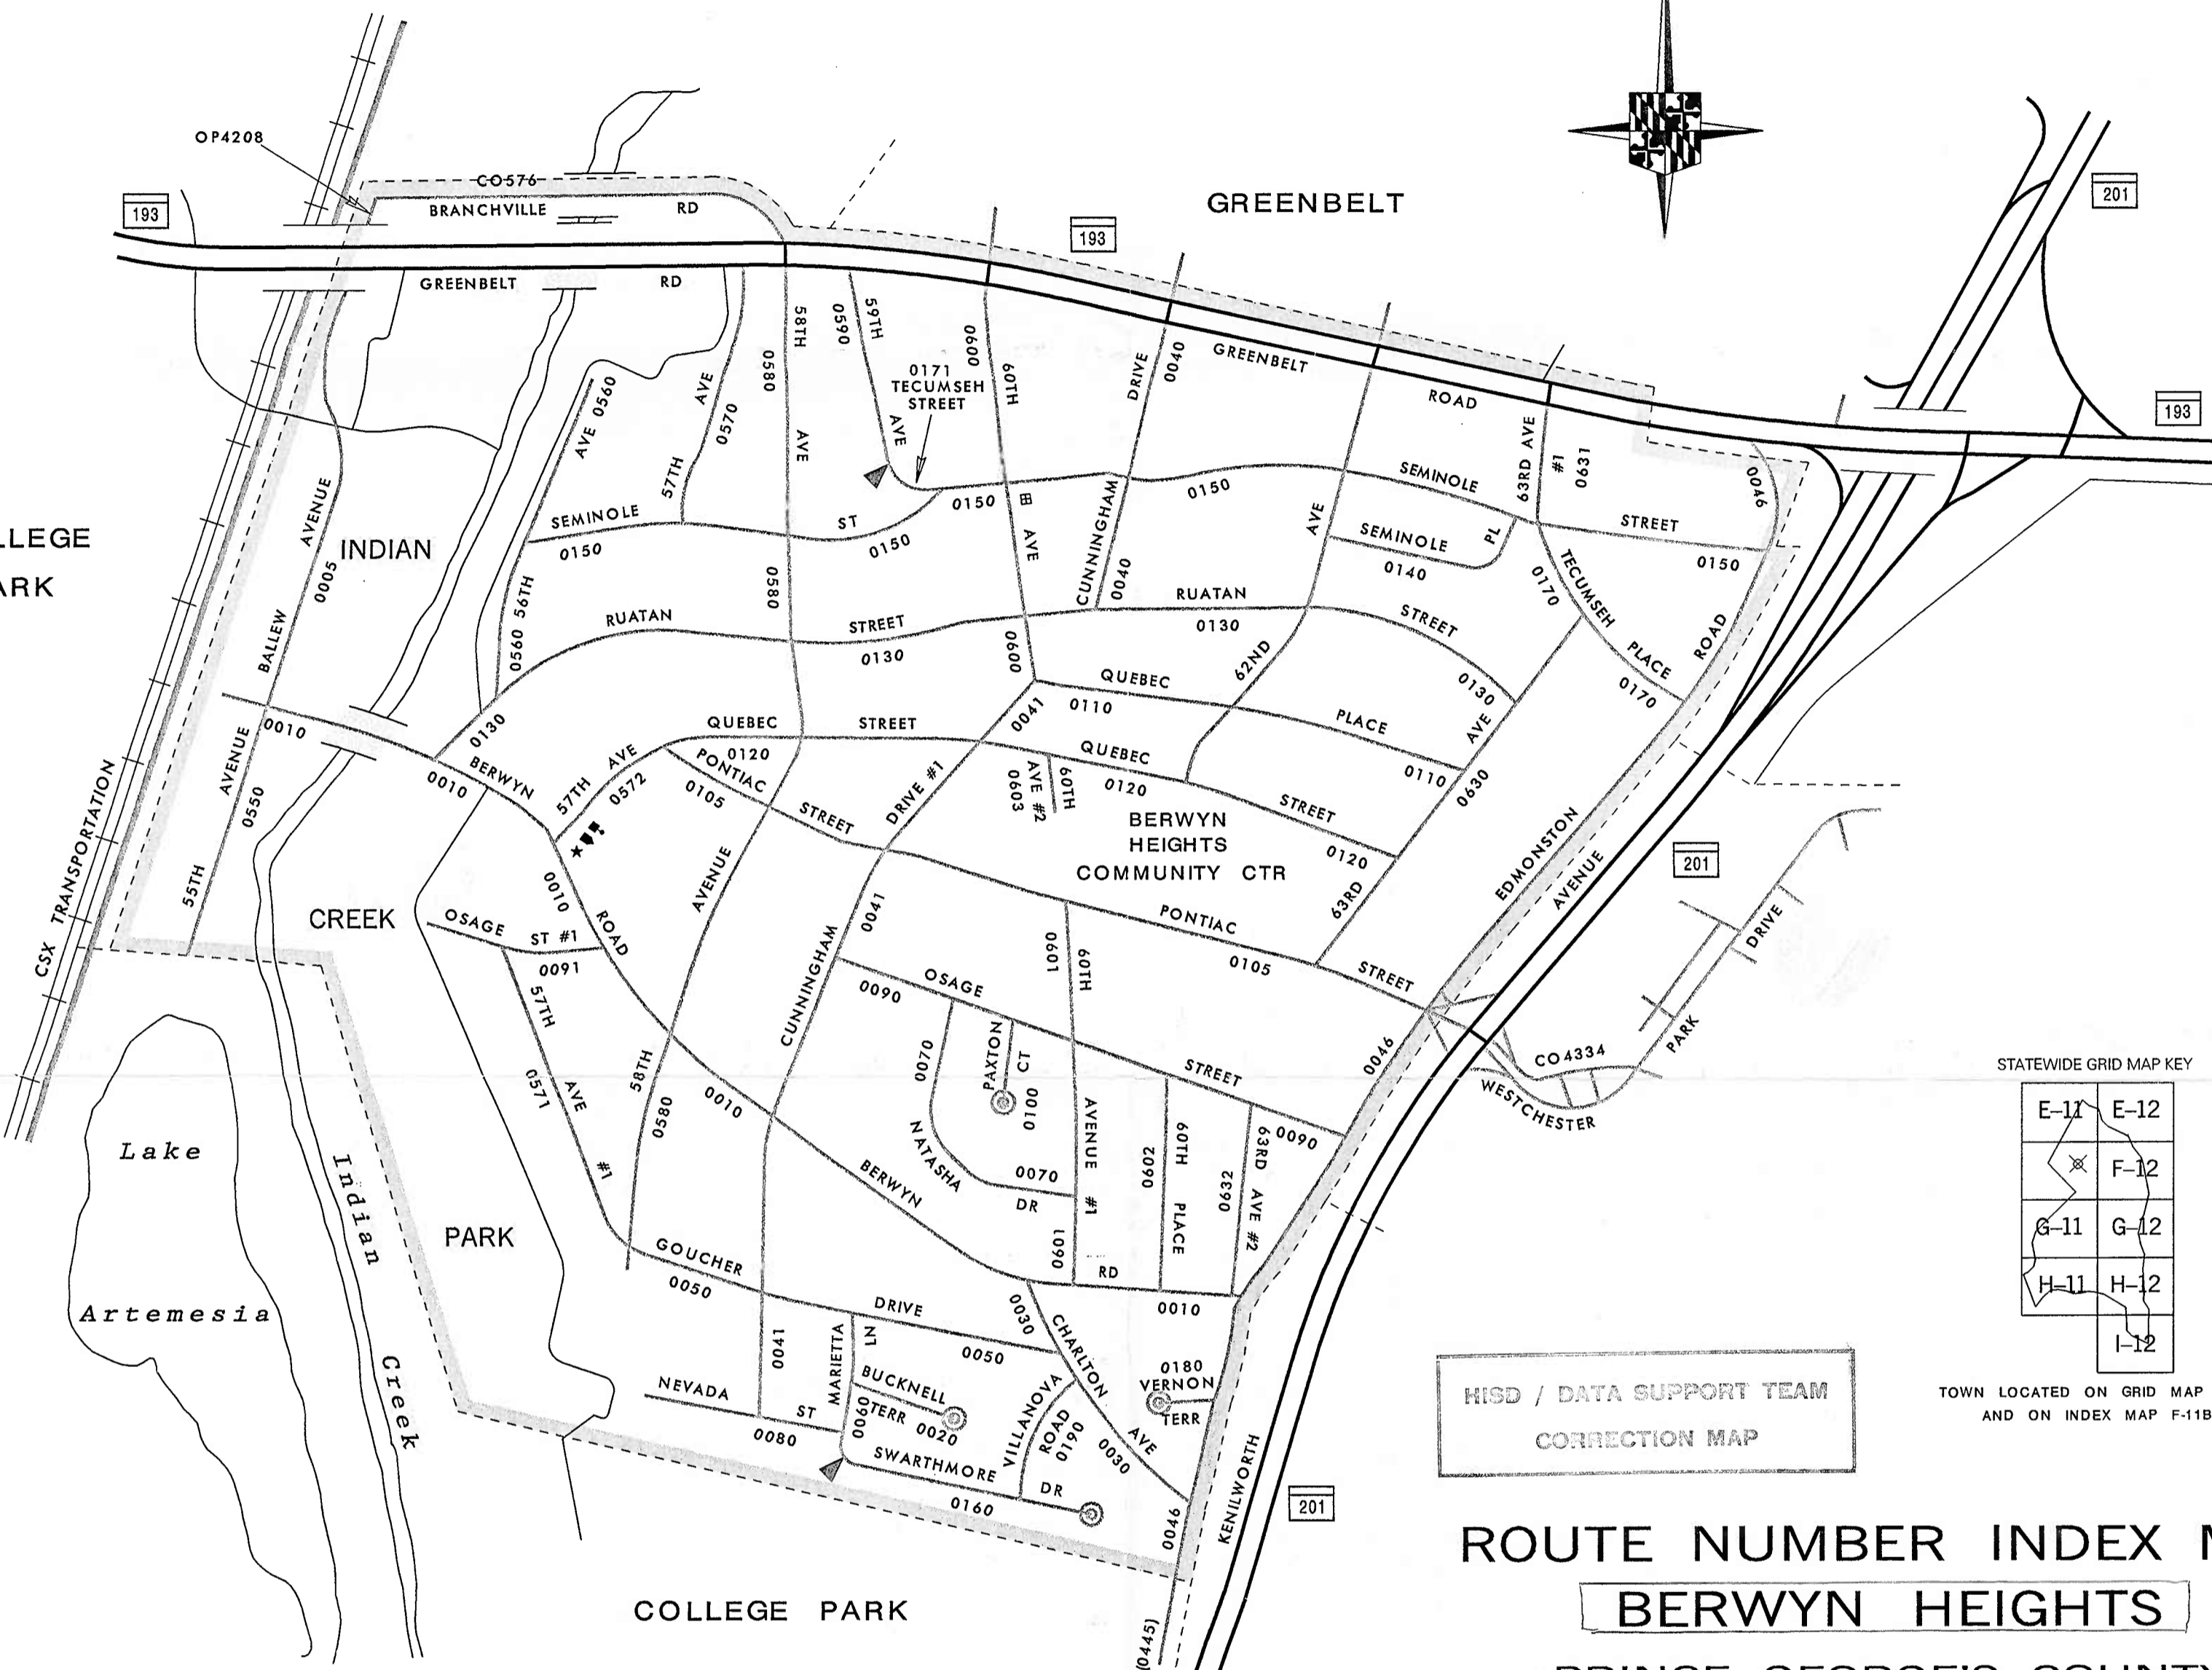 OP4208
CO576
BRANCHVILLE RD
193
GREENBELT
193
201
GREENBELT RD
GREENBELT ROAD
193
58TH
0580
AVE
0590
59TH
AVE
0600
60TH
0171
TECUMSEH
STREET
DRIVE
0040
AVE 0560
AVE
0570
57TH
63RD AVE
#1
0631
0046
LLEGE
ARK
AVENUE
INDIAN
0005
BALLEW
SEMINOLE
0150
ST
0150
0150
AVE
CUNNINGHAM
0040
0150
AVE
SEMINOLE
SEMINOLE
PL
0140
STREET
0150
TECUMSEH
0170
PLACE
0170
ROAD
0560 56TH
0580
RUATAN
STREET
0130
RUATAN
0130
STREET
0130
0600
62ND
QUEBEC
0110
PLACE
0110
AVE
0630
0010
0130
QUEBEC
STREET
0120
0041
QUEBEC
0120
STREET
0120
AVENUE
0550
55TH
0010
BERWYN
57TH AVE
0572
PONTIAC
0105
STREET
DRIVE #1
60TH
AVE #2
0603
BERWYN
HEIGHTS
COMMUNITY CTR
63RD
EDMONSTON
AVENUE
201
DRIVE
PARK
CSX TRANSPORTATION
CREEK
OSAGE
ST #1
0091
0010
ROAD
AVENUE
0041
CUNNINGHAM
PONTIAC
0105
STREET
0601
60TH
OSAGE
0090
STREET
0090
57TH
0571
AVE
#1
58TH
0580
0010
0070
PAXTON
CT
0100
NATASHA
0070
DR
AVENUE
#1
0601
0602
60TH
PLACE
0632
63RD AVE #2
0046
CO4334
WESTCHESTER
STATEWIDE GRID MAP KEY
E-11 E-12
F-12
G-11 G-12
H-11 H-12
I-12
TOWN LOCATED ON GRID MAP
AND ON INDEX MAP F-11B
Lake
Artemesia
Indian
Creek
PARK
BERWYN
RD
0010
GOUCHER
0050
DRIVE
0050
0041
MARIETTA
LN
0060
BUCKNELL
TERR 0020
NEVADA
ST
0080
SWARTHMORE
DR
0160
VILLANOVA
ROAD
0190
0030
CHARLTON
AVE
0030
0180
VERNON
TERR
0046
KENILWORTH
201
(0445)
COLLEGE PARK
HISD / DATA SUPPORT TEAM
CORRECTION MAP
ROUTE NUMBER INDEX
BERWYN HEIGHTS
PRINCE GEORGE'S COUNTY